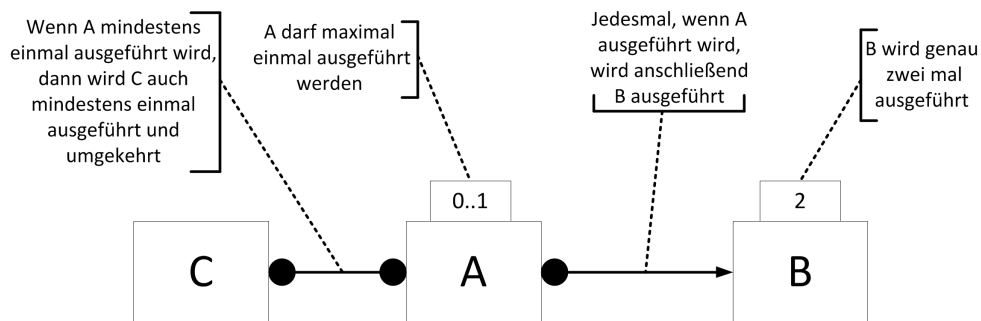 Wenn A mindestens
einmal ausgeführt wird,
dann wird C auch
mindestens einmal
ausgeführt und
umgekehrt
A darf maximal
einmal ausgeführt
werden
Jedesmal, wenn A
ausgeführt wird,
wird anschließend
B ausgeführt
B wird genau
zwei mal
ausgeführt
0..1
2
C
A
B